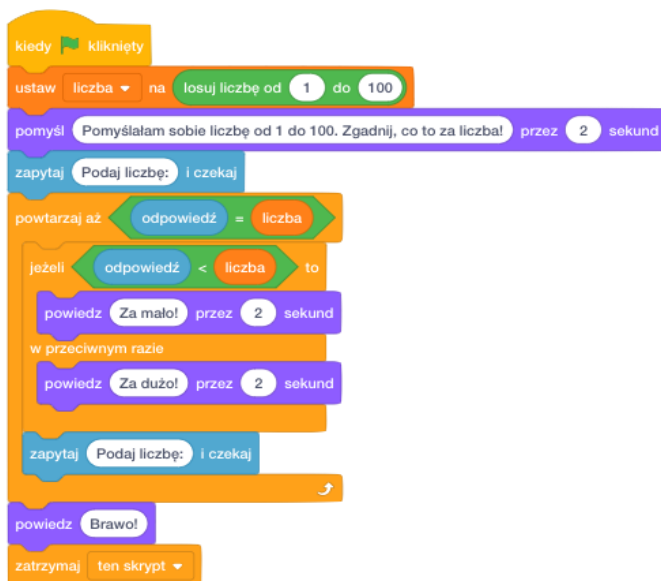 kiedy kliknięty
ustaw liczba na losuj liczbę od 1 do 100
pomyśl Pomyślałam sobie liczbę od 1 do 100. Zgadnij, co to za liczba! przez 2 sekund
zapytaj Podaj liczbę: i czekaj
powtarzaj aż odpowiedź = liczba
jeżeli odpowiedź < liczba to
powiedz Za mało! przez 2 sekund
w przeciwnym razie
powiedz Za dużo! przez 2 sekund
zapytaj Podaj liczbę: i czekaj
powiedz Brawo!
zatrzymaj ten skrypt